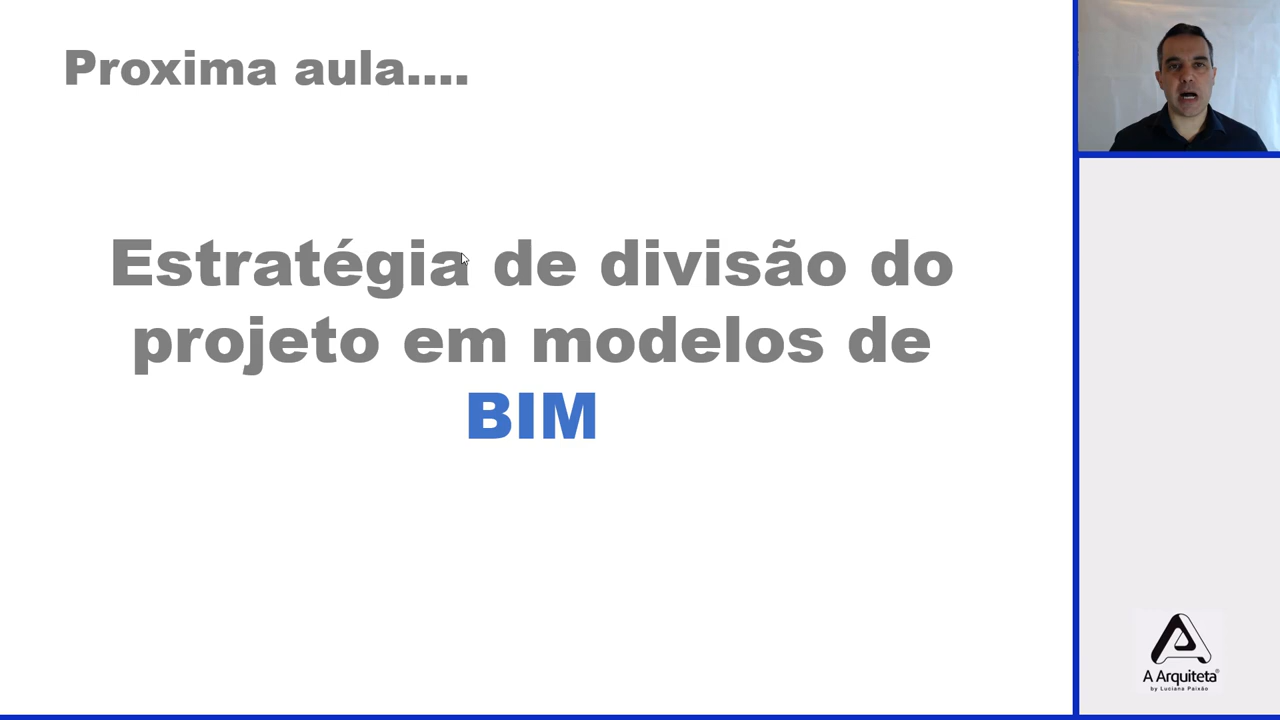 Proxima aula....
Estratégia de divisão do
projeto em modelos de
BIM
A Arquiteta®
by Luciana Paixão